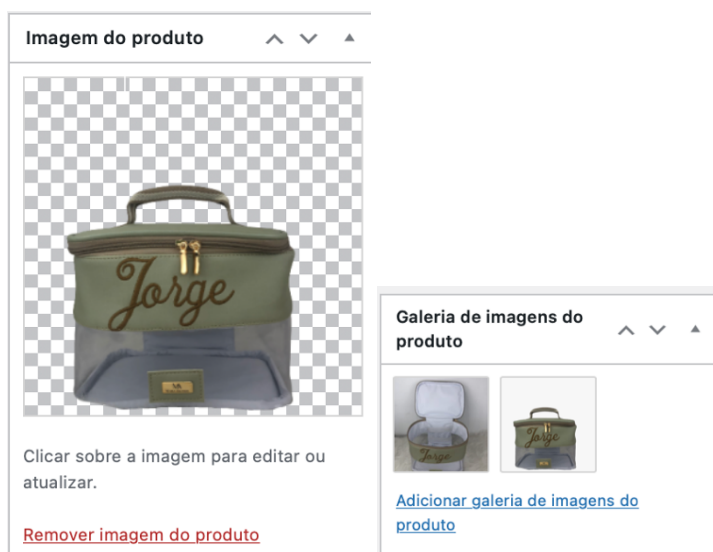 Imagem do produto
Jorge
Clicar sobre a imagem para editar ou
atualizar.
Remover imagem do produto
Galeria de imagens do
produto
Jorge
Jorge
Adicionar galeria de imagens do
produto